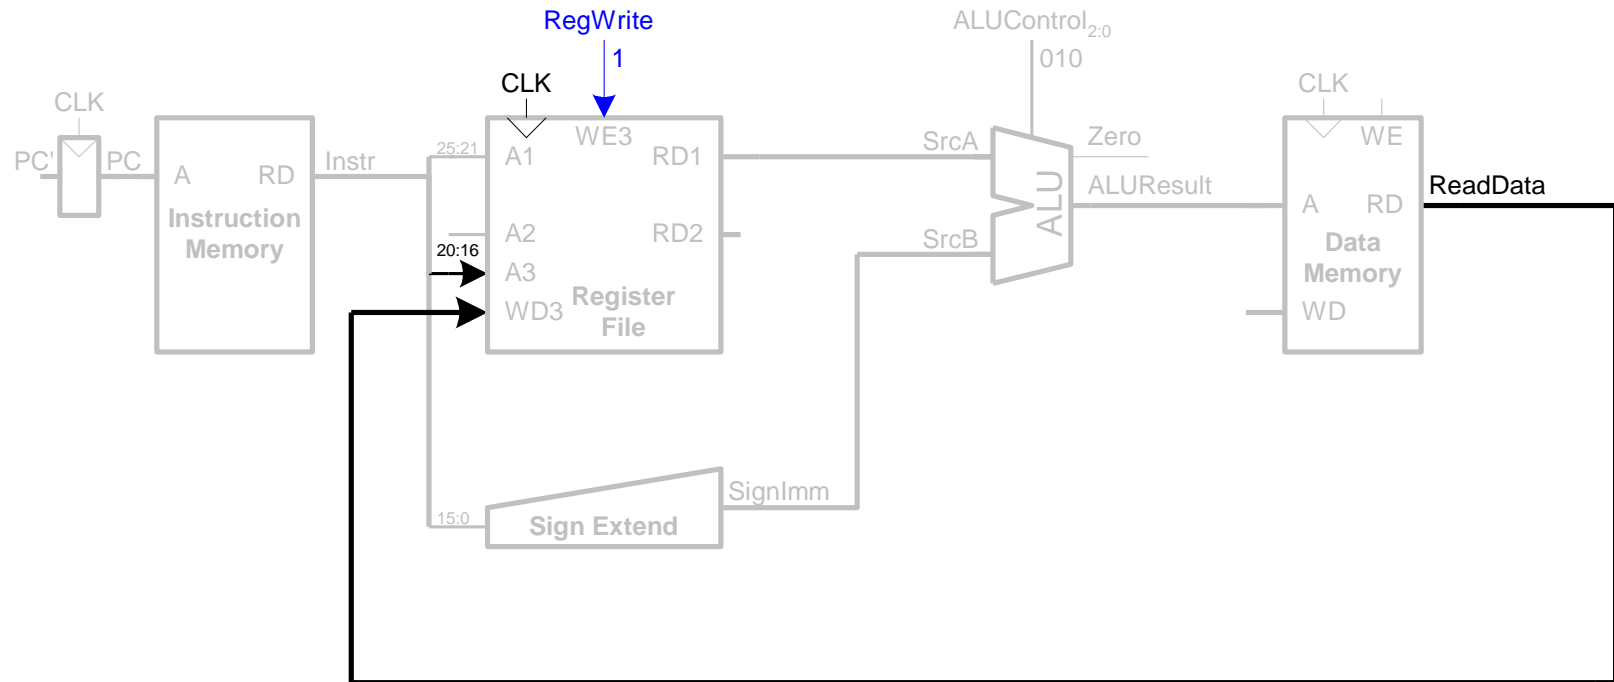 RegWrite
ALUControl2:0
1
010
CLK
CLK
CLK
WE3
WE
PC'
PC
A
RD
Instr
25:21
A1
RD1
SrcA
Zero
Instruction
Memory
ALU
ALUResult
ReadData
A
RD
A2
RD2
SrcB
Data
Memory
20:16
A3
WD3
Register
File
WD
SignImm
15:0
Sign Extend